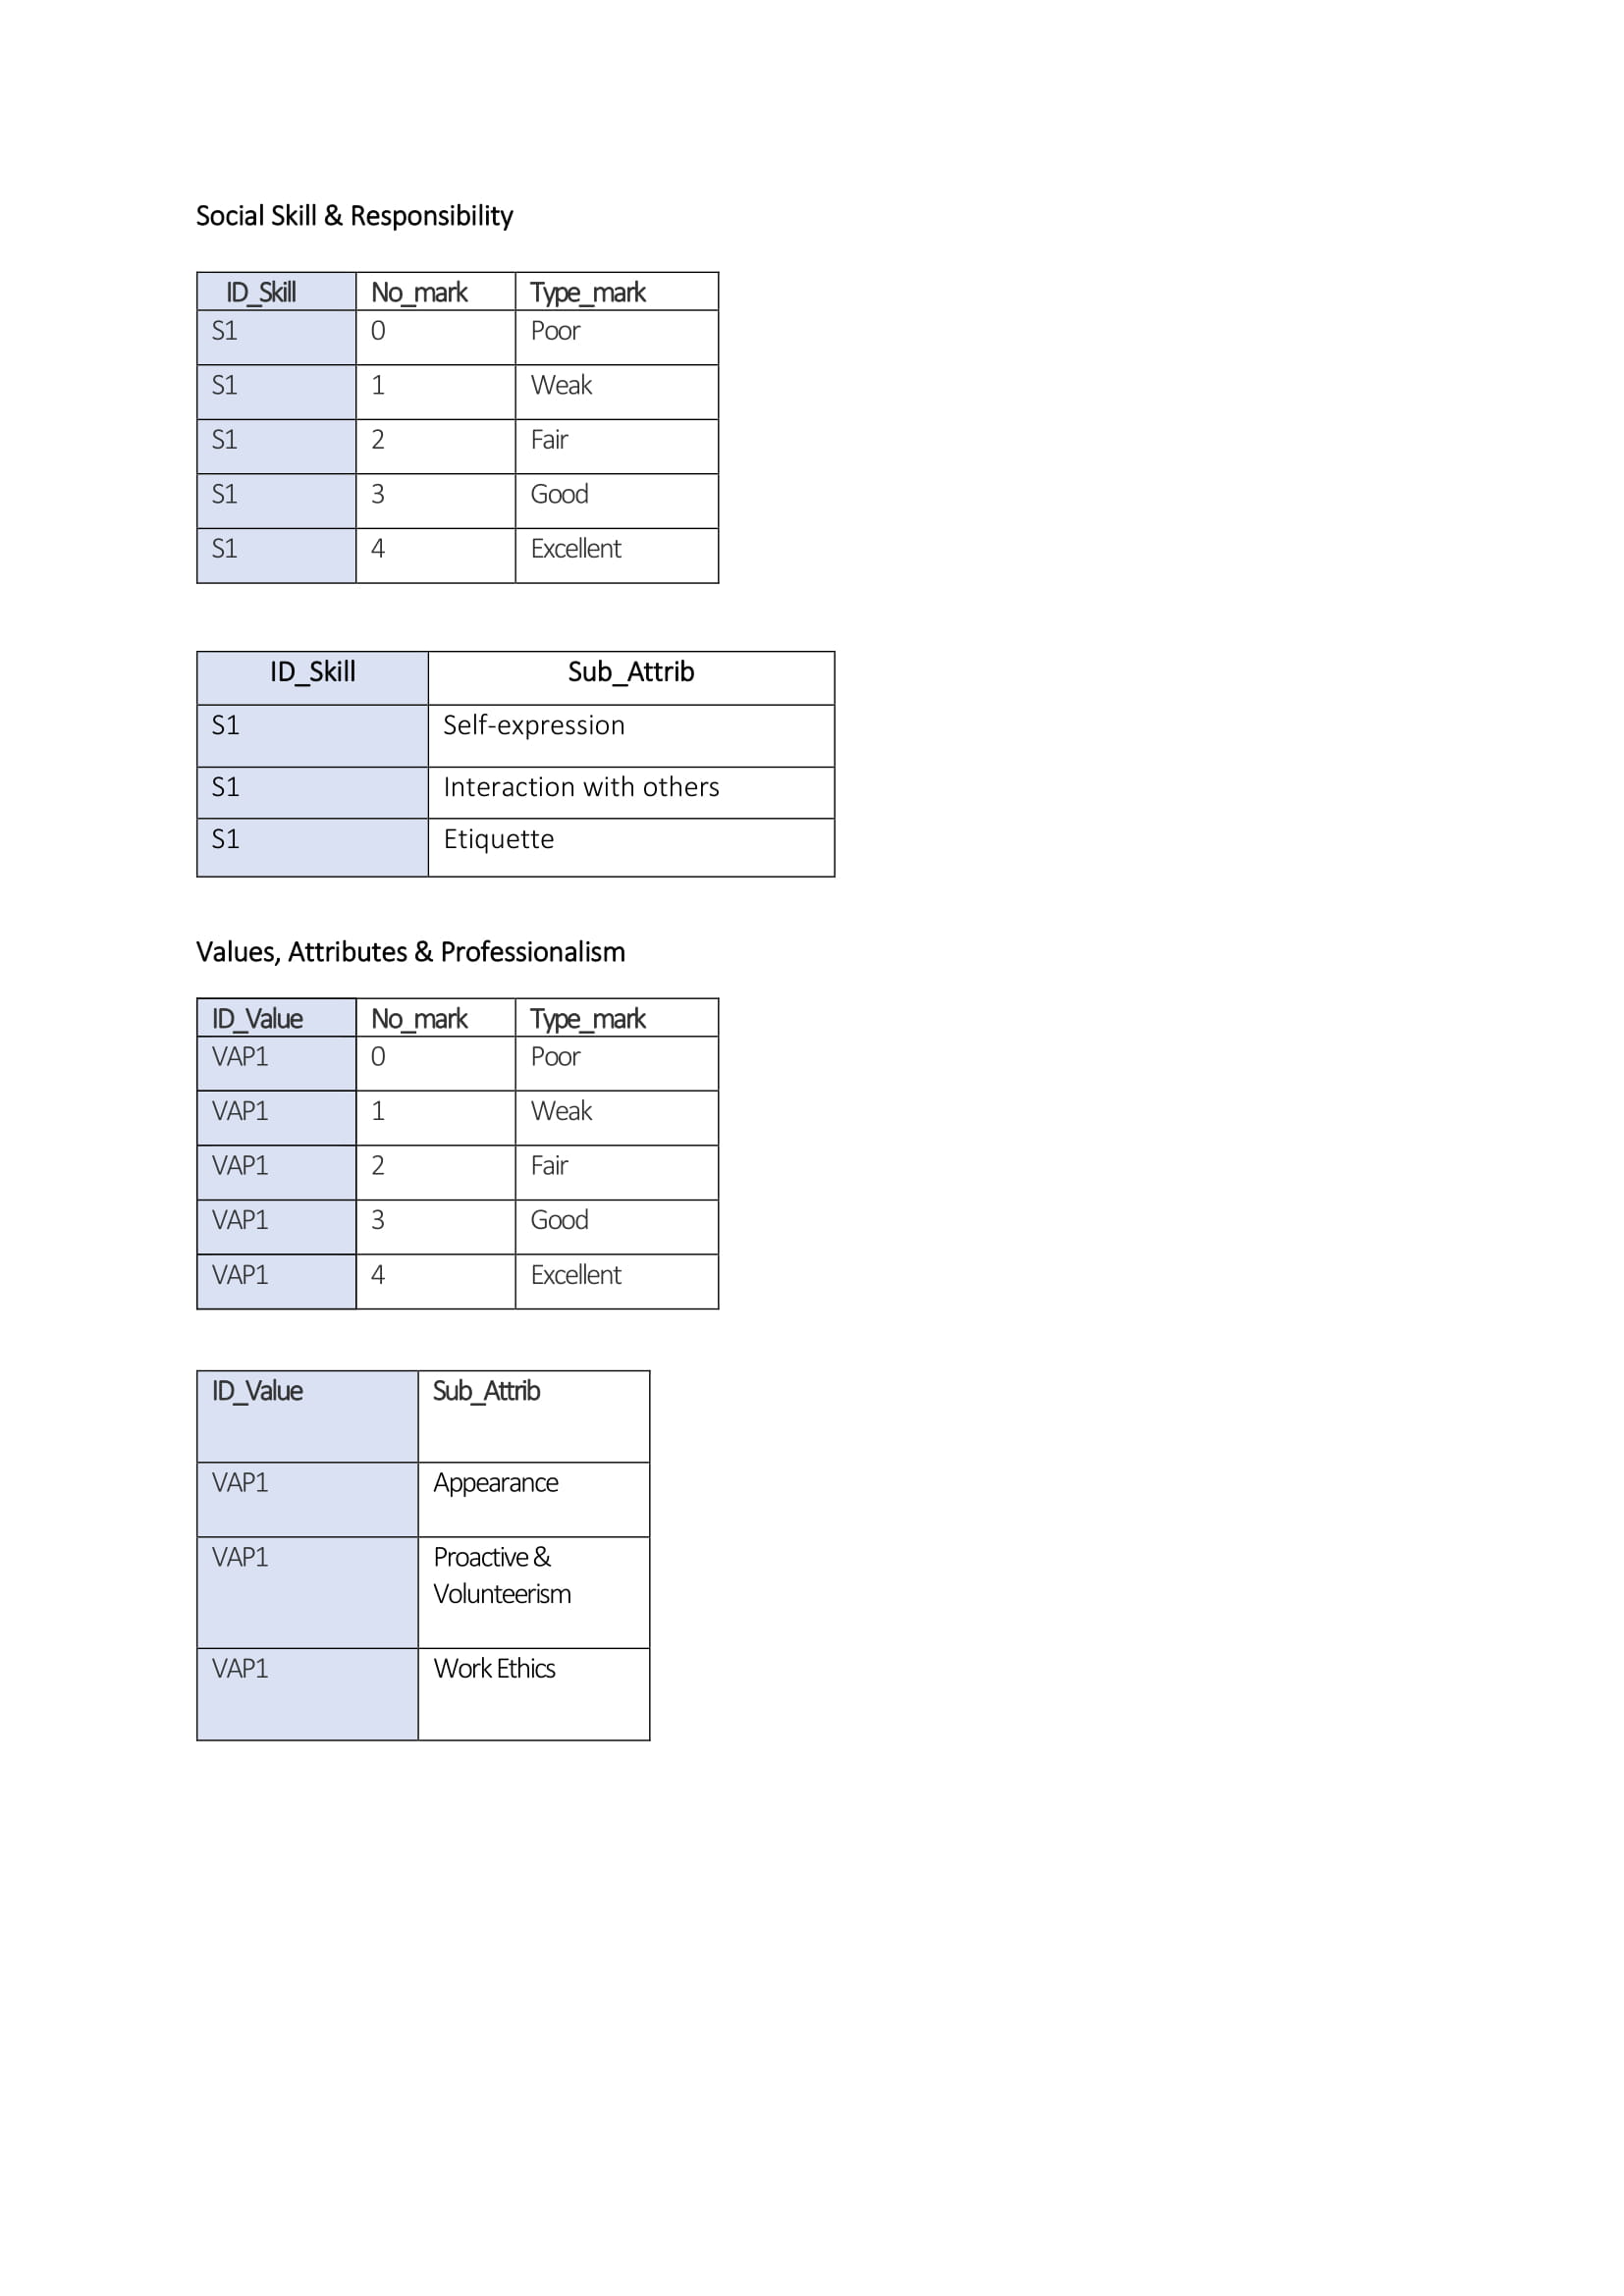 Social Skill & Responsibility
ID_Skill No_mark Type_mark
S1 0 Poor
S1 1 Weak
S1 2 Fair
S1 3 Good
S1 4 Excellent
ID_Skill Sub_Attrib
S1 Self-expression
S1 Interaction with others
S1 Etiquette
Values, Attributes & Professionalism
ID_Value No_mark Type_mark
VAP1 0 Poor
VAP1 1 Weak
VAP1 2 Fair
VAP1 3 Good
VAP1 4 Excellent
ID_Value Sub_Attrib
VAP1 Appearance
VAP1 Proactive &
Volunteerism
VAP1 Work Ethics